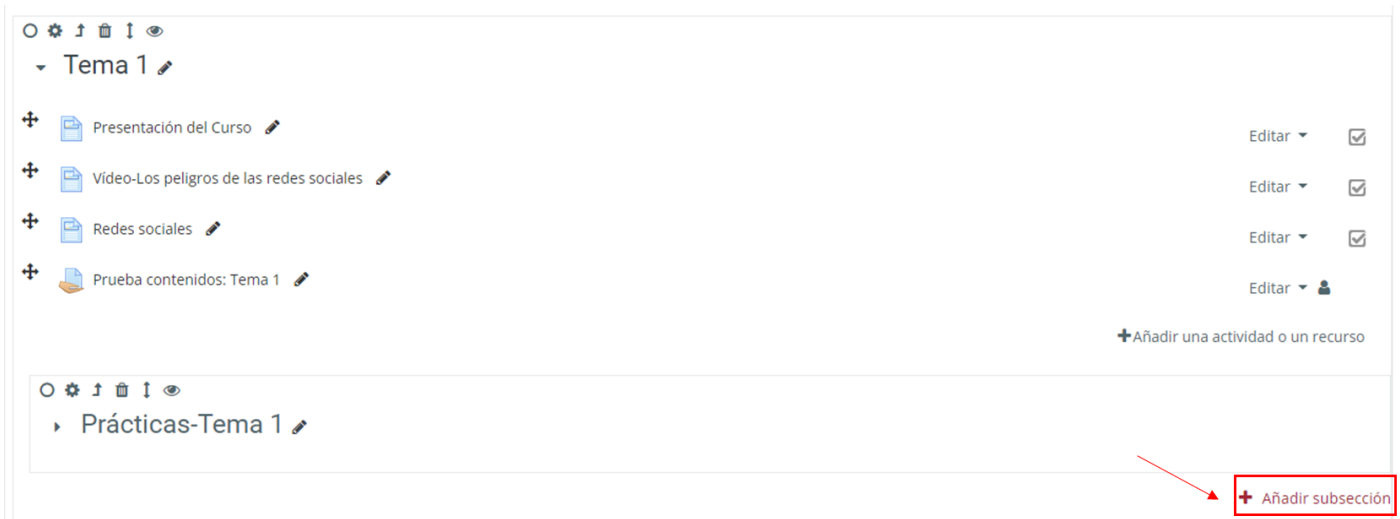 Tema 1
Presentación del Curso
Editar
Vídeo-Los peligros de las redes sociales
Editar
Redes sociales
Editar
Prueba contenidos: Tema 1
Editar
Añadir una actividad o un recurso
Prácticas-Tema 1
Añadir subsección